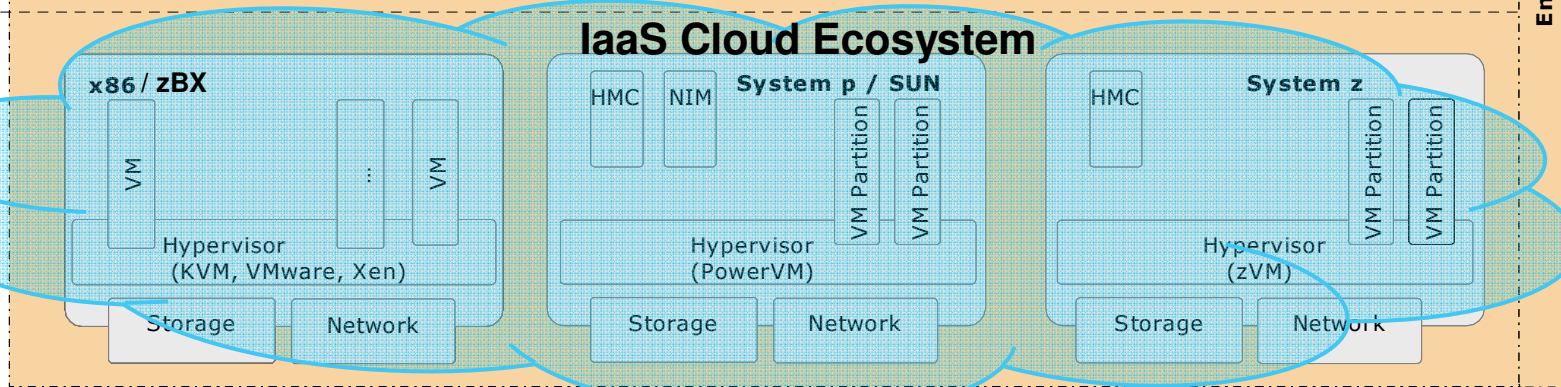 IaaS Cloud Ecosystem
En
x86 / zBX
VM
...
VM
Hypervisor
(KVM, VMware, Xen)
Storage
Network
HMC
NIM
System p / SUN
VM Partition
VM Partition
Hypervisor
(PowerVM)
Storage
Network
HMC
System z
VM Partition
VM Partition
Hypervisor
(zVM)
Storage
Network